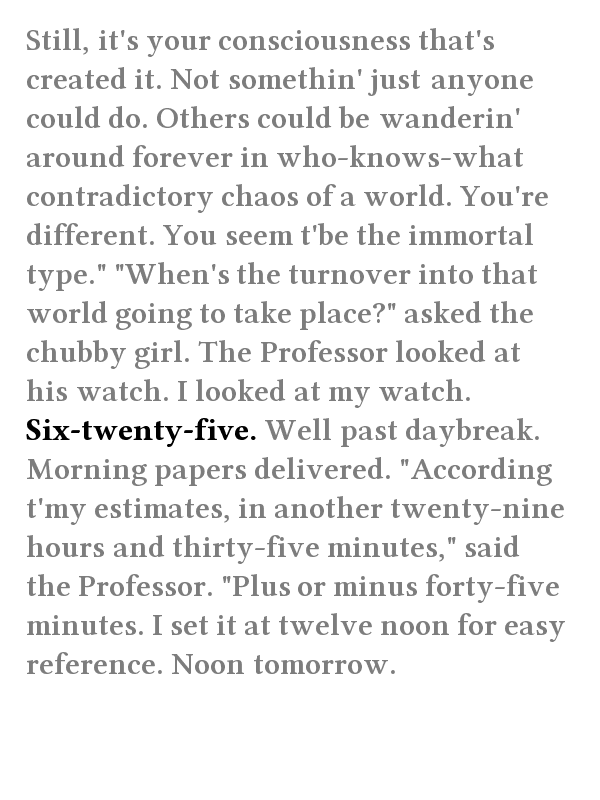 Still, it's your consciousness that's
created it. Not somethin' just anyone
could do. Others could be wanderin'
around forever in who-knows-what
contradictory chaos of a world. You're
different. You seem t'be the immortal
type." "When's the turnover into that
world going to take place?" asked the
chubby girl. The Professor looked at
his watch. I looked at my watch.
Six-twenty-five. Well past daybreak.
Morning papers delivered. "According
t'my estimates, in another twenty-nine
hours and thirty-five minutes," said
the Professor. "Plus or minus forty-five
minutes. I set it at twelve noon for easy
reference. Noon tomorrow.